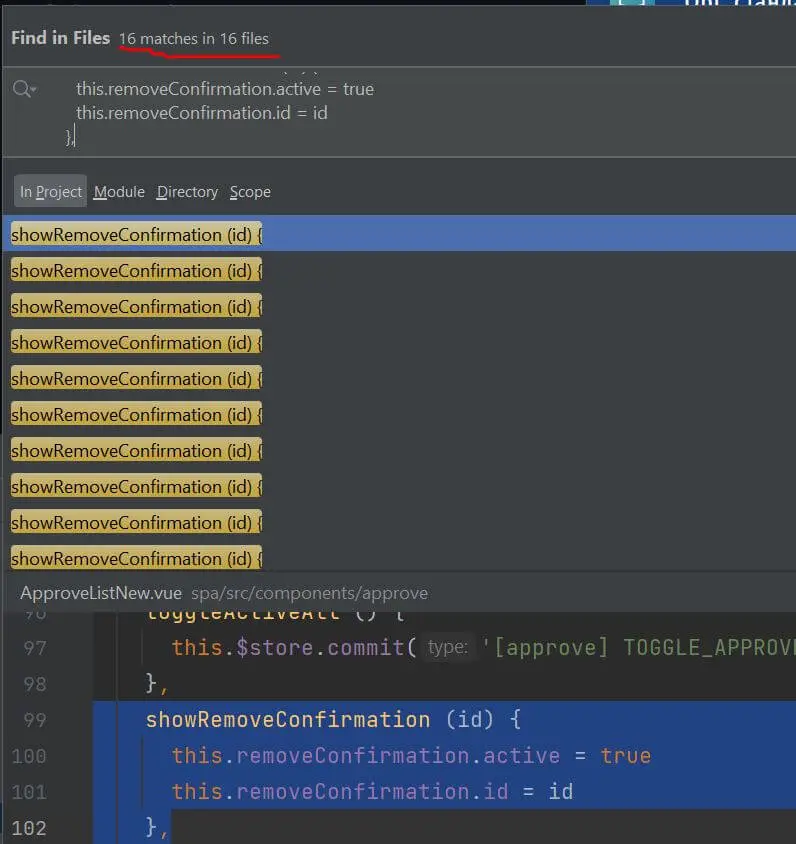 Find in Files 16 matches in 16 files
this.removeConfirmation.active = true
this.removeConfirmation.id = id
},
In Project Module Directory Scope
showRemoveConfirmation (id) {
showRemoveConfirmation (id) {
showRemoveConfirmation (id) {
showRemoveConfirmation (id) {
showRemoveConfirmation (id) {
showRemoveConfirmation (id) {
showRemoveConfirmation (id) {
showRemoveConfirmation (id) {
showRemoveConfirmation (id) {
showRemoveConfirmation (id) {
ApproveListNew.vue spa/src/components/approve
96 toggleActiveAll () {
97 this.$store.commit( type: '[approve] TOGGLE_APPROV
98 },
99 showRemoveConfirmation (id) {
100 this.removeConfirmation.active = true
101 this.removeConfirmation.id = id
102 },